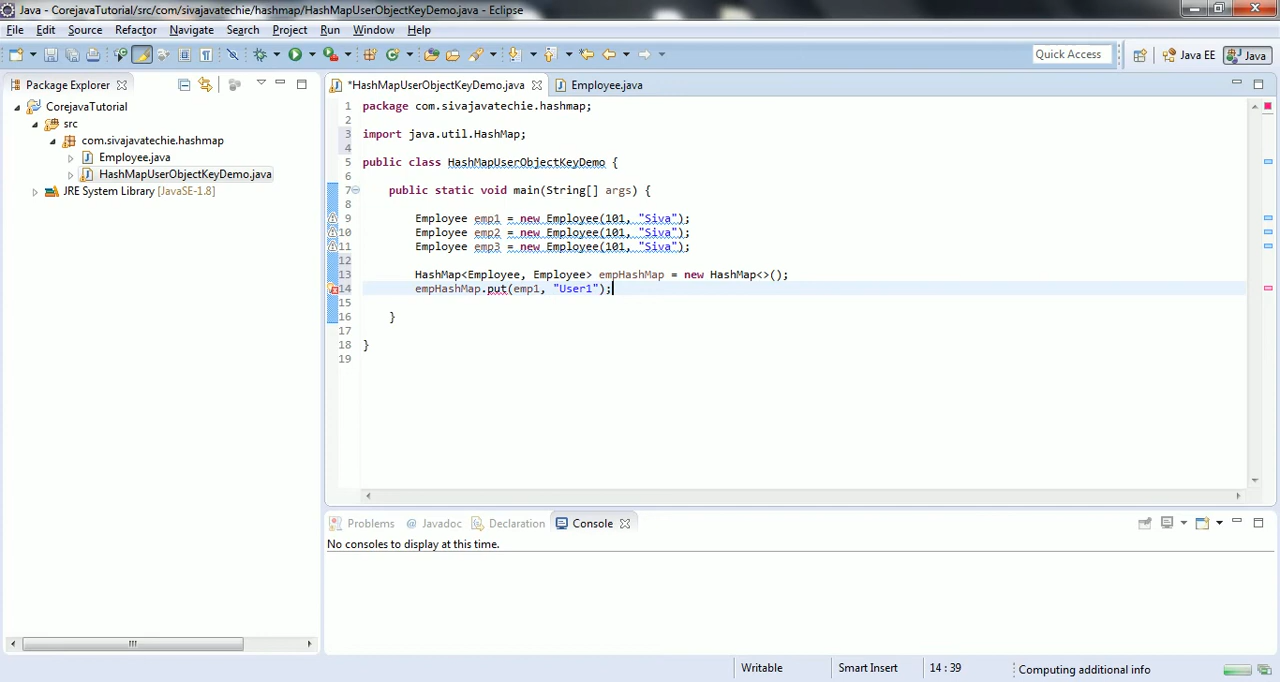 Java - CorejavaTutorial/src/com/sivajavatechie/hashmap/HashMapUserObjectKeyDemo.java - Eclipse
File Edit Source Refactor Navigate Search Project Run Window Help
Quick Access Java EE Java
Package Explorer
CorejavaTutorial
src
com.sivajavatechie.hashmap
Employee.java
HashMapUserObjectKeyDemo.java
JRE System Library [JavaSE-1.8]
*HashMapUserObjectKeyDemo.java Employee.java
1 package com.sivajavatechie.hashmap;
2
3 import java.util.HashMap;
4
5 public class HashMapUserObjectKeyDemo {
6
7 public static void main(String[] args) {
8
9 Employee emp1 = new Employee(101, "Siva");
10 Employee emp2 = new Employee(101, "Siva");
11 Employee emp3 = new Employee(101, "Siva");
12
13 HashMap<Employee, Employee> empHashMap = new HashMap<>();
14 empHashMap.put(emp1, "User1");
15
16 }
17
18 }
19
Problems @ Javadoc Declaration Console
No consoles to display at this time.
Writable Smart Insert 14 : 39 Computing additional info